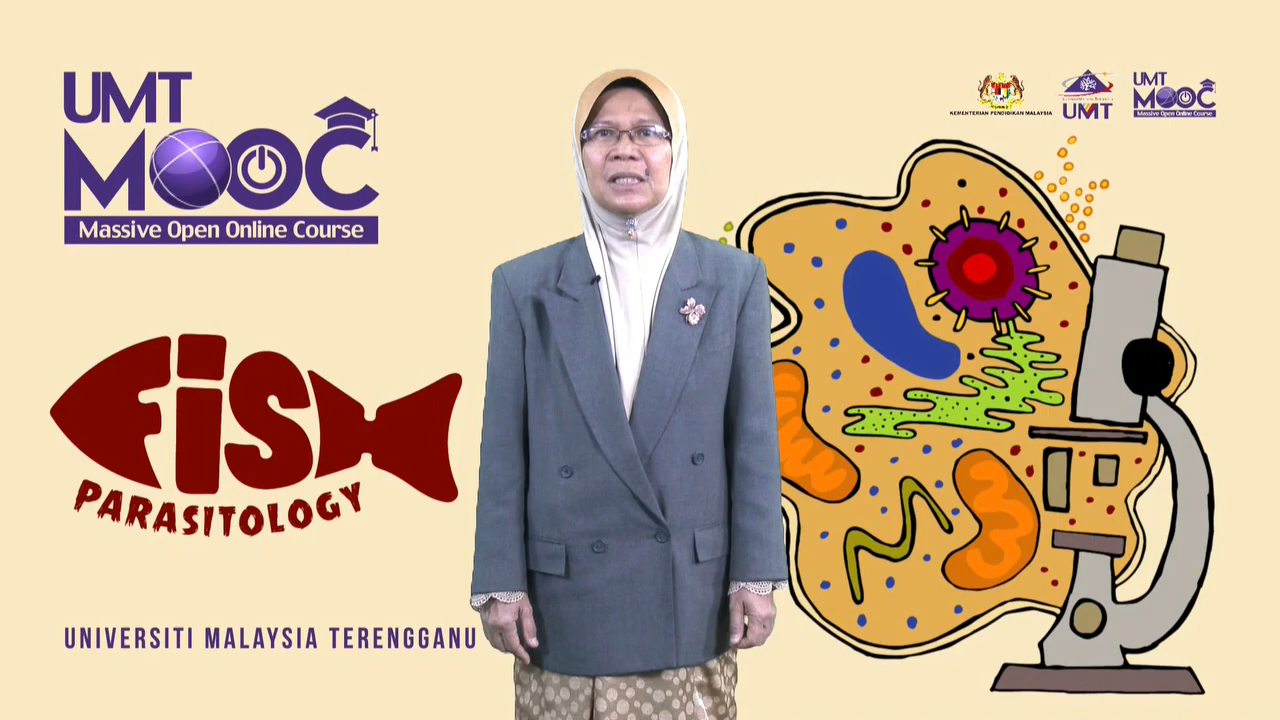 UMT
MOOC
Massive Open Online Course
FiSH
PARASITOLOGY
UNIVERSITI MALAYSIA TERENGGANU
KEMENTERIAN PENDIDIKAN MALAYSIA
UMT
UMT
MOOC
Massive Open Online Course